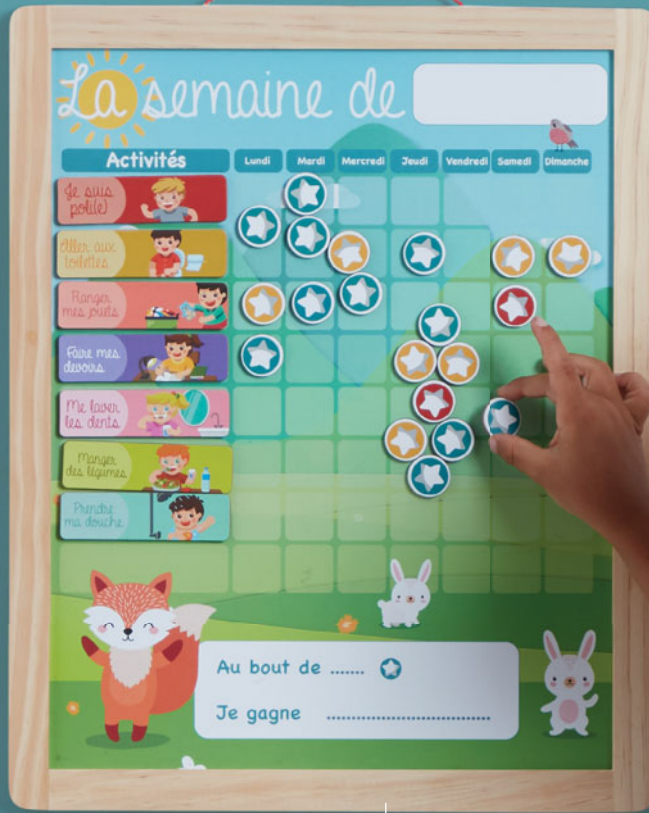 La semaine de
Activités Lundi Mardi Mercredi Jeudi Vendredi Samedi Dimanche
Je suis
poli(e)
Aller aux
toilettes
Ranger
mes jouets
Faire mes
devoirs
Me laver
les dents
Manger
des légumes
Prendre
ma douche
Au bout de .......
Je gagne ................................